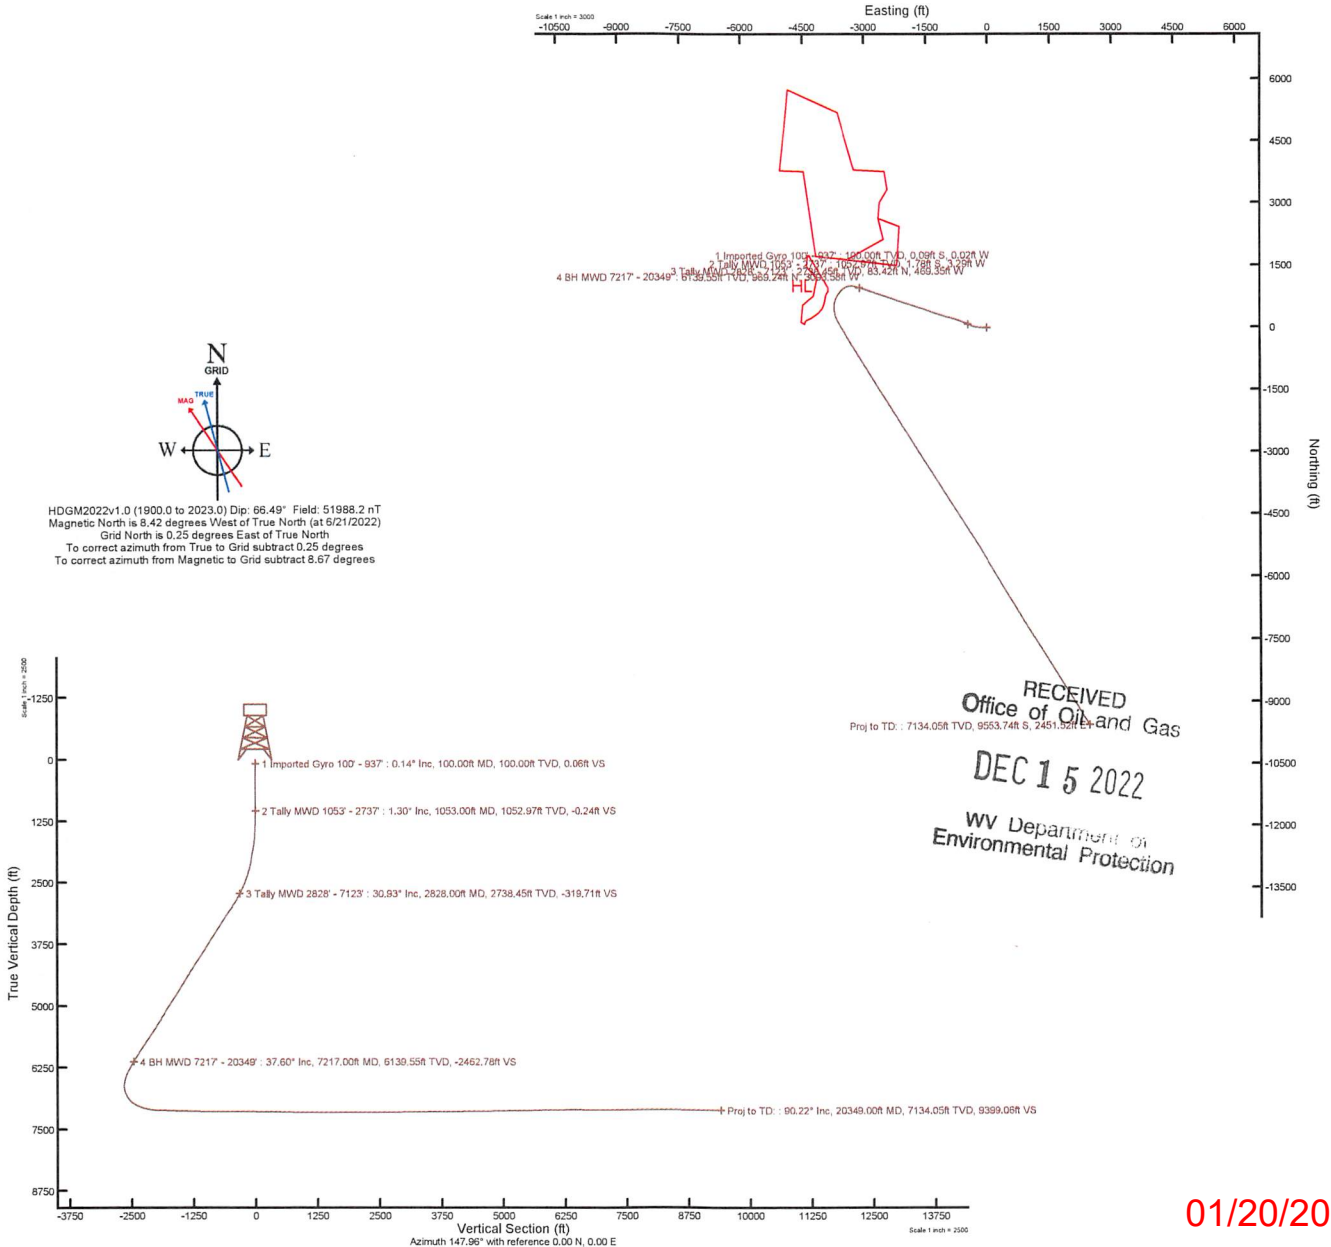 Easting (ft)
Scale 1 inch = 3000
-10500 -9000 -7500 -6000 -4500 -3000 -1500 0 1500 3000 4500 6000
6000
4500
3000
1500
0
-1500
-3000
-4500
-6000
-7500
-9000
-10500
-12000
-13500
Northing (ft)
1 Imported Gyro 100' - 937' : 100.00ft TVD, 0.09ft S, 0.02ft W
2 Tally MWD 1053' - 2737' : 1052.97ft TVD, 1.78ft S, 3.29ft W
3 Tally MWD 2828' - 7123' : 2738.45ft TVD, 83.42ft N, 469.35ft W
4 BH MWD 7217' - 20349' : 6139.55ft TVD, 969.24ft N, W
HL
N
GRID
MAG TRUE
W E
HDGM2022v1.0 (1900.0 to 2023.0) Dip: 66.49° Field: 51988.2 nT
Magnetic North is 8.42 degrees West of True North (at 6/21/2022)
Grid North is 0.25 degrees East of True North
To correct azimuth from True to Grid subtract 0.25 degrees
To correct azimuth from Magnetic to Grid subtract 8.67 degrees
Proj to TD: : 7134.05ft TVD, 9553.74ft S, 2451.52ft E
RECEIVED
Office of Oil and Gas
DEC 15 2022
WV Department of
Environmental Protection
Scale 1 inch = 2500
-1250
0
1250
2500
3750
5000
6250
7500
8750
True Vertical Depth (ft)
1 Imported Gyro 100' - 937' : 0.14° Inc, 100.00ft MD, 100.00ft TVD, 0.06ft VS
2 Tally MWD 1053' - 2737' : 1.30° Inc, 1053.00ft MD, 1052.97ft TVD, -0.24ft VS
3 Tally MWD 2828' - 7123' : 30.93° Inc, 2828.00ft MD, 2738.45ft TVD, -319.71ft VS
4 BH MWD 7217' - 20349' : 37.60° Inc, 7217.00ft MD, 6139.55ft TVD, -2462.78ft VS
Proj to TD: : 90.22° Inc, 20349.00ft MD, 7134.05ft TVD, 9399.06ft VS
-3750 -2500 -1250 0 1250 2500 3750 5000 6250 7500 8750 10000 11250 12500 13750
Vertical Section (ft)
Azimuth 147.96° with reference 0.00 N, 0.00 E
Scale 1 inch = 2500
01/20/20